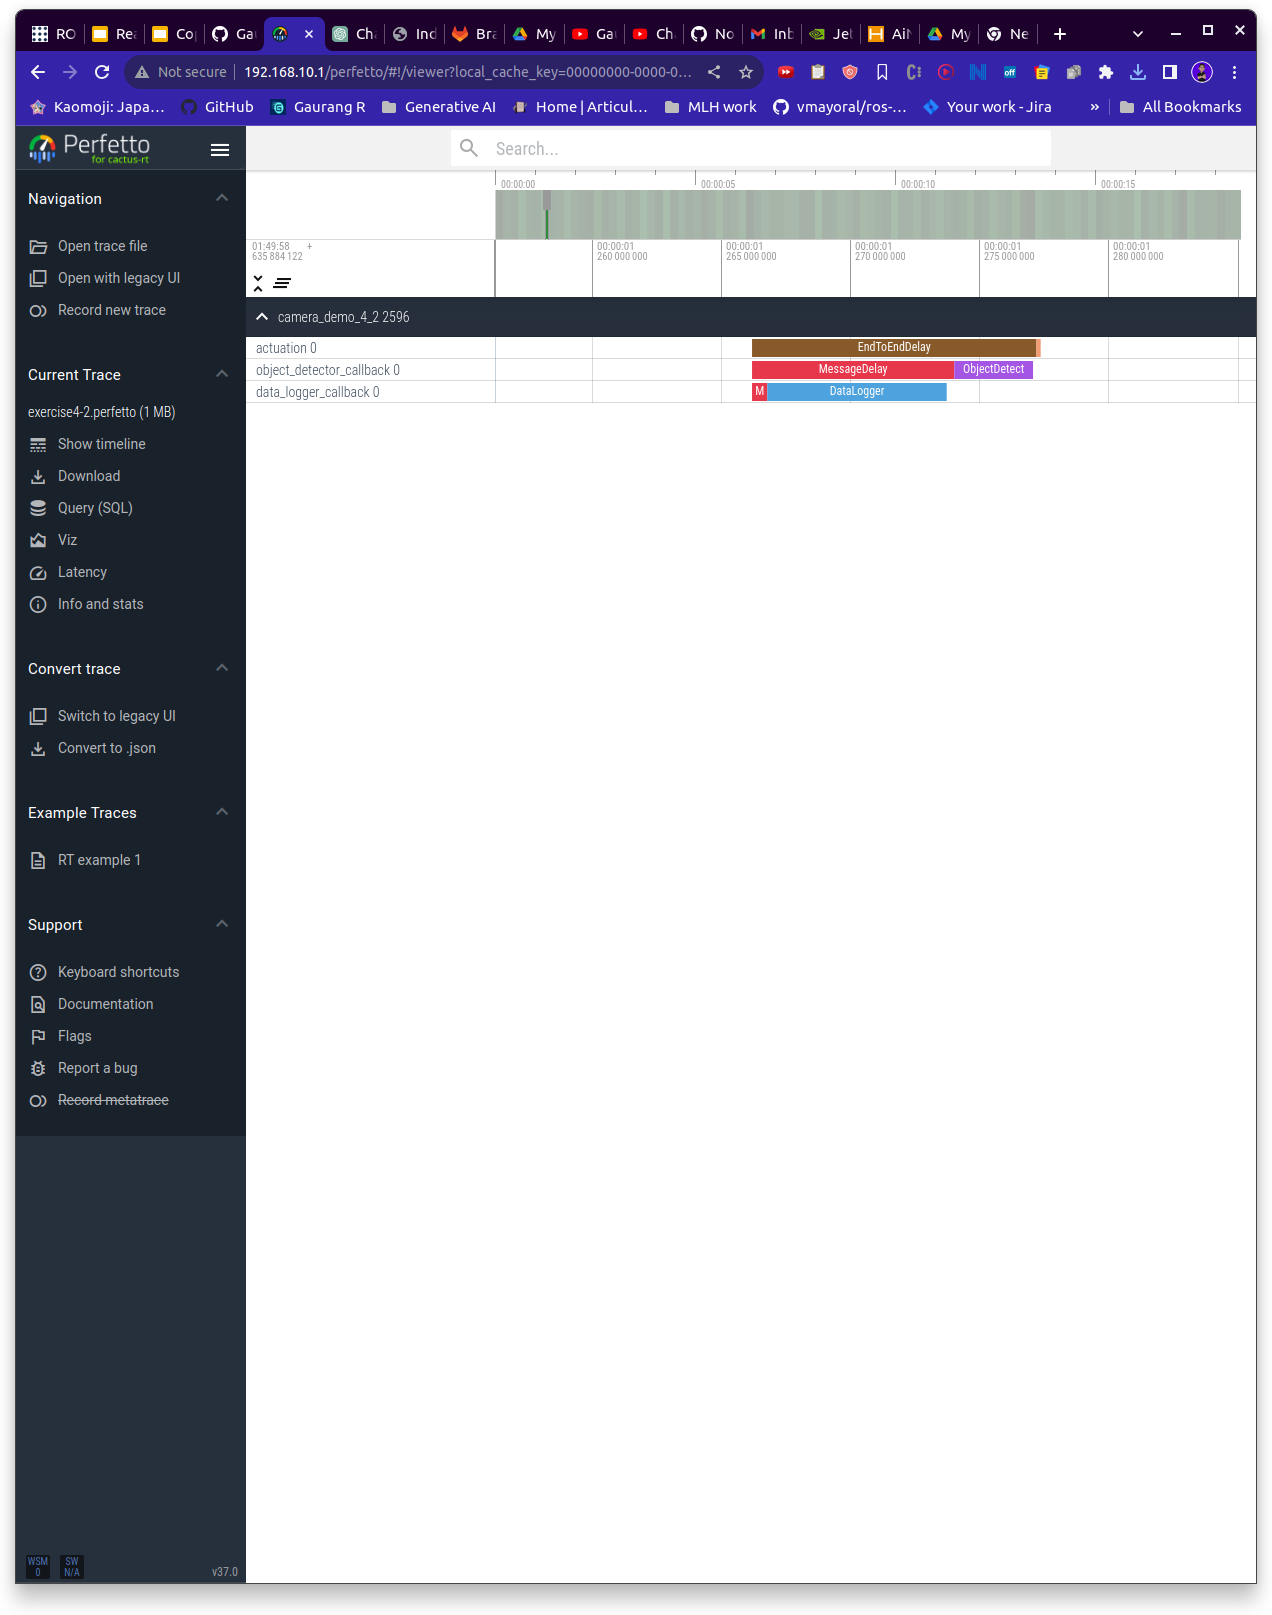 RO Rea Co Gau Cha Ind Bra My Gau Ch No Inb Jet AiN My Ne
Not secure 192.168.10.1/perfetto/#!/viewer?local_cache_key=00000000-0000-0... off
Kaomoji: Japa... GitHub Gaurang R Generative AI Home | Articul... MLH work vmayoral/ros-... Your work - Jira » All Bookmarks
Perfetto
for cactus-rt
Search...
Navigation
Open trace file
Open with legacy UI
Record new trace
Current Trace
exercise4-2.perfetto (1 MB)
Show timeline
Download
Query (SQL)
Viz
Latency
Info and stats
Convert trace
Switch to legacy UI
Convert to .json
Example Traces
RT example 1
Support
Keyboard shortcuts
Documentation
Flags
Report a bug
Record metatrace
WSM
0
SW
N/A
v37.0
00:00:00 00:00:05 00:00:10 00:00:15
01:49:58 + 00:00:01 00:00:01 00:00:01 00:00:01 00:00:01
635 884 122 260 000 000 265 000 000 270 000 000 275 000 000 280 000 000
camera_demo_4_2 2596
actuation 0 EndToEndDelay
object_detector_callback 0 MessageDelay ObjectDetect
data_logger_callback 0 M DataLogger